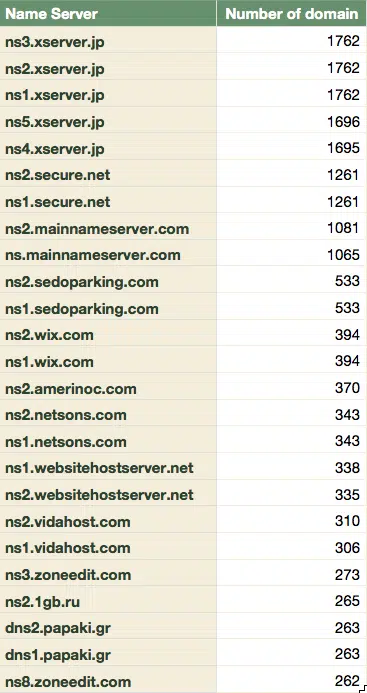 Name Server Number of domain
ns3.xserver.jp 1762
ns2.xserver.jp 1762
ns1.xserver.jp 1762
ns5.xserver.jp 1696
ns4.xserver.jp 1695
ns2.secure.net 1261
ns1.secure.net 1261
ns2.mainnameserver.com 1081
ns.mainnameserver.com 1065
ns2.sedoparking.com 533
ns1.sedoparking.com 533
ns2.wix.com 394
ns1.wix.com 394
ns2.amerinoc.com 370
ns2.netsons.com 343
ns1.netsons.com 343
ns1.websitehostserver.net 338
ns2.websitehostserver.net 335
ns2.vidahost.com 310
ns1.vidahost.com 306
ns3.zoneedit.com 273
ns2.1gb.ru 265
dns2.papaki.gr 263
dns1.papaki.gr 263
ns8.zoneedit.com 262